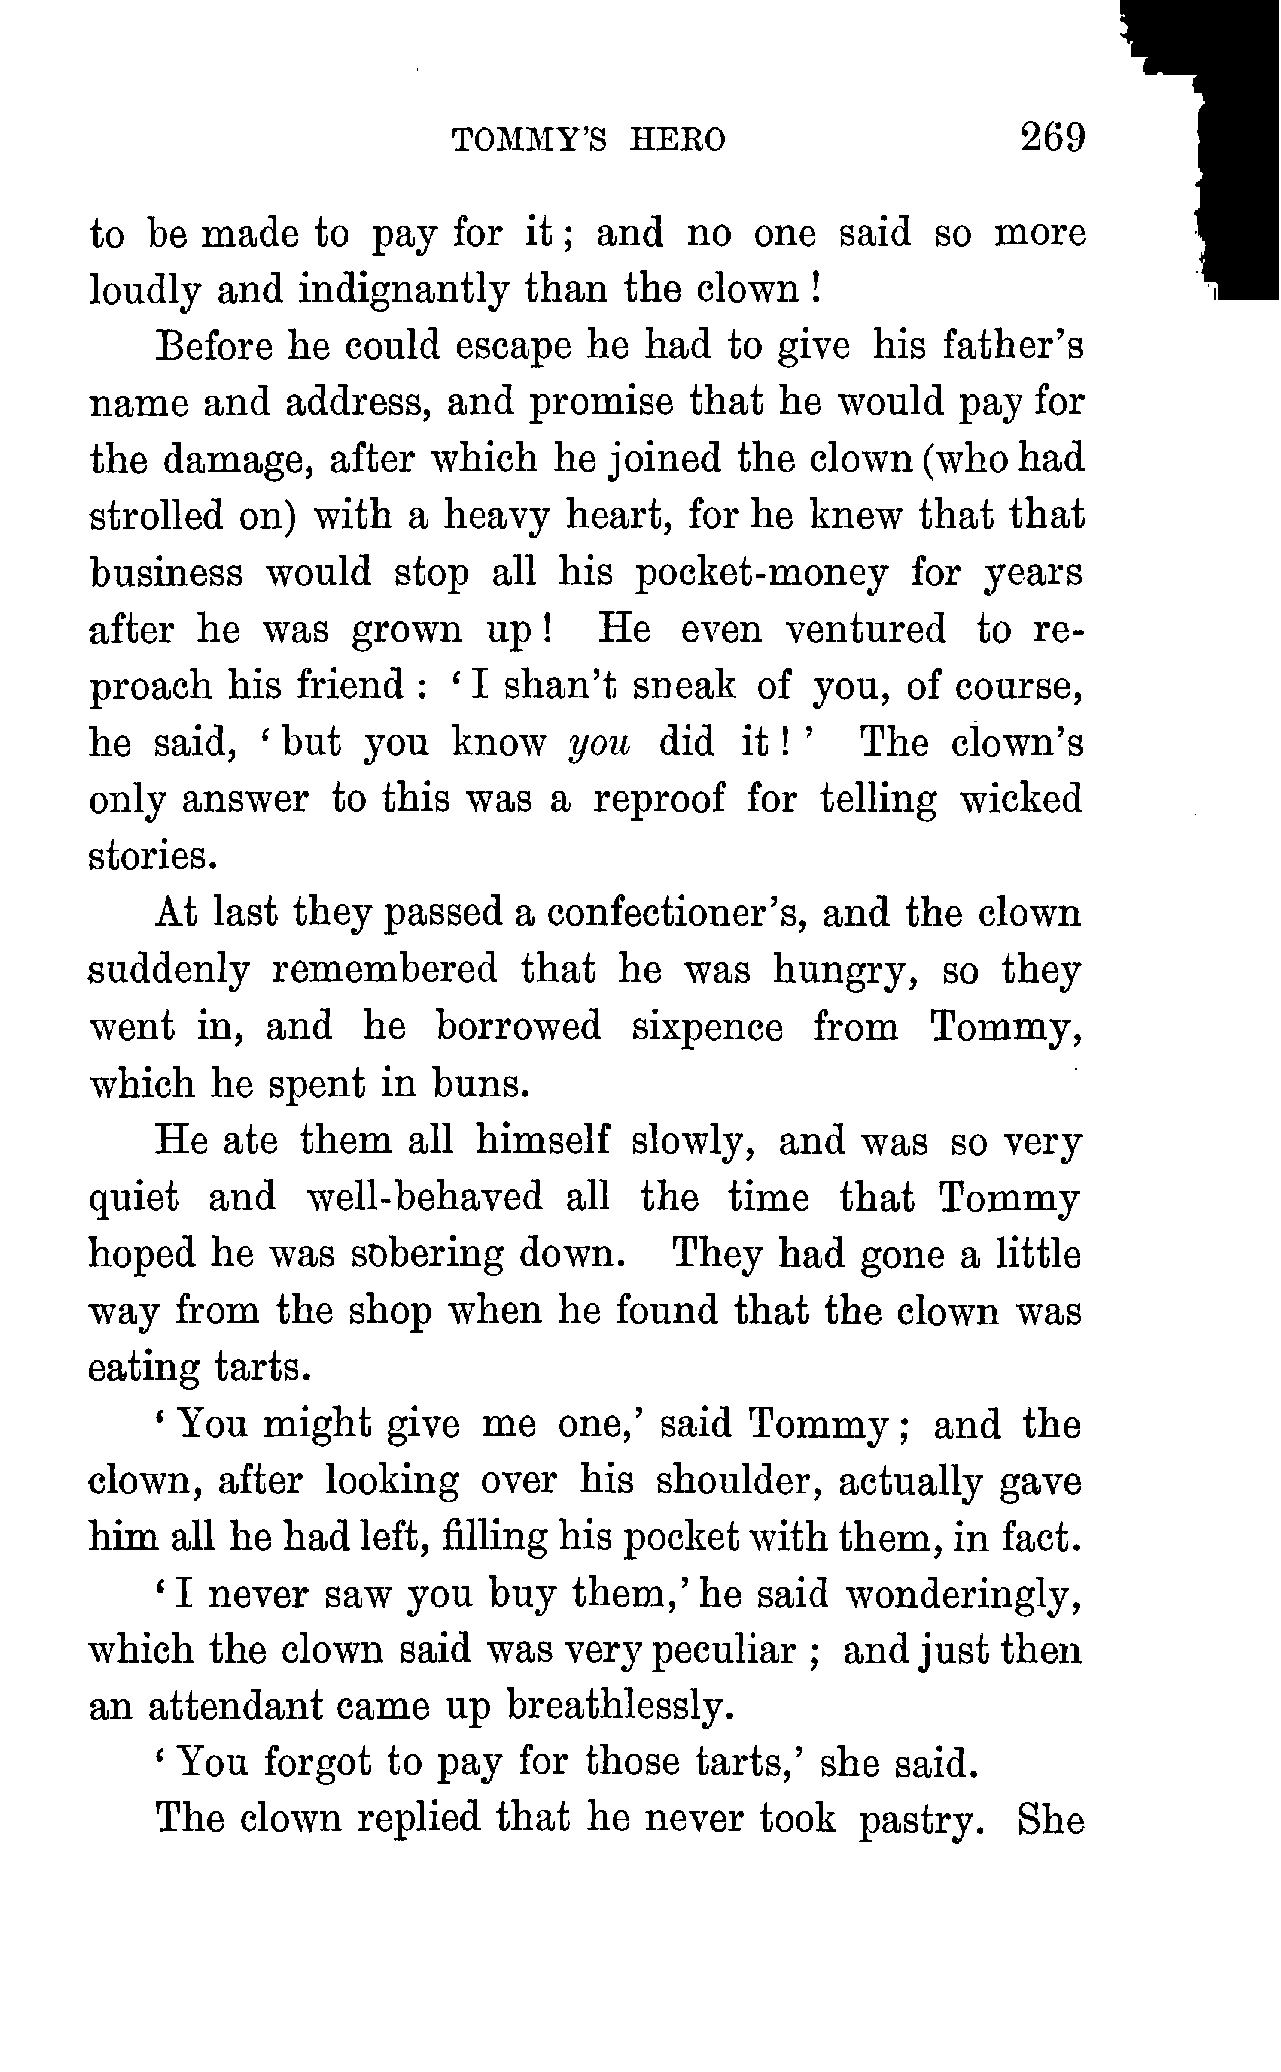 TOMMY'S HERO 269
to be made to pay for it; and no one said so more
loudly and indignantly than the clown!
Before he could escape he had to give his father's
name and address, and promise that he would pay for
the damage, after which he joined the clown (who had
strolled on) with a heavy heart, for he knew that that
business would stop all his pocket-money for years
after he was grown up! He even ventured to re-
proach his friend: 'I shan't sneak of you, of course,
he said, 'but you know you did it!' The clown's
only answer to this was a reproof for telling wicked
stories.
At last they passed a confectioner's, and the clown
suddenly remembered that he was hungry, so they
went in, and he borrowed sixpence from Tommy,
which he spent in buns.
He ate them all himself slowly, and was so very
quiet and well-behaved all the time that Tommy
hoped he was sobering down. They had gone a little
way from the shop when he found that the clown was
eating tarts.
'You might give me one,' said Tommy; and the
clown, after looking over his shoulder, actually gave
him all he had left, filling his pocket with them, in fact.
'I never saw you buy them,' he said wonderingly,
which the clown said was very peculiar; and just then
an attendant came up breathlessly.
'You forgot to pay for those tarts,' she said.
The clown replied that he never took pastry. She